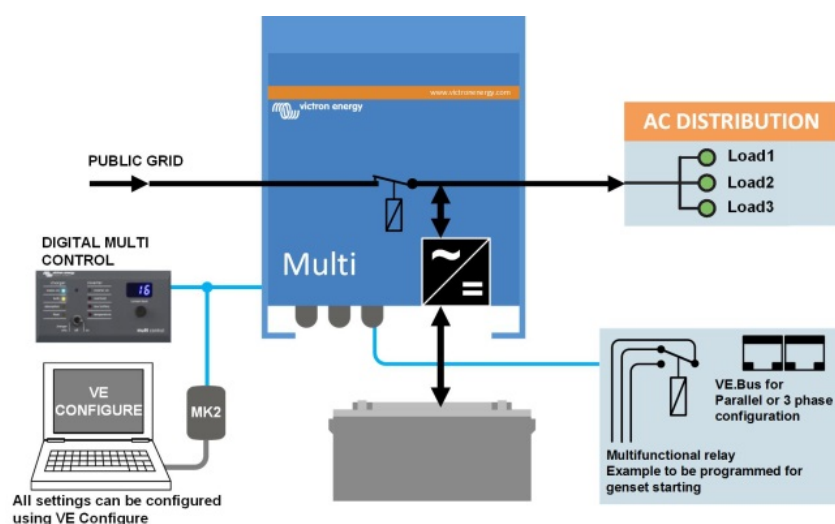 www.victronenergy.com
victron energy
AC DISTRIBUTION
PUBLIC GRID
Load1
Load2
Load3
DIGITAL MULTI
CONTROL
Multi
16
multi control
VE
CONFIGURE
MK2
VE.Bus for
Parallel or 3 phase
configuration
Multifunctional relay
Example to be programmed for
genset starting
All settings can be configured
using VE Configure